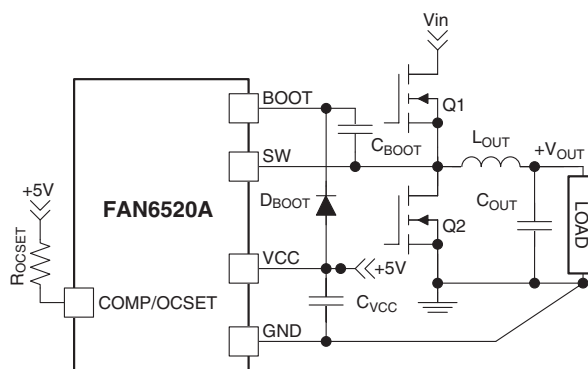 Vin
BOOT
Q1
CBOOT
LOUT
+VOUT
SW
+5V
FAN6520A
DBOOT
COUT
LOAD
ROCSET
Q2
VCC
+5V
COMP/OCSET
CVCC
GND